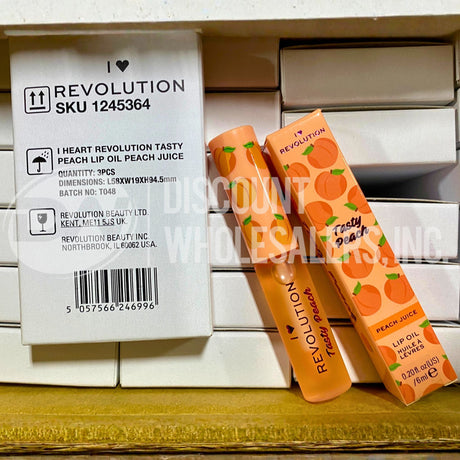 I ♥
REVOLUTION
SKU 1245364
I HEART REVOLUTION TASTY
PEACH LIP OIL PEACH JUICE
QUANTITY: 3PCS
DIMENSIONS: L58XW19XH94.5mm
BATCH NO: T048
REVOLUTION BEAUTY LTD.
KENT, ME11 5JS UK.
REVOLUTION BEAUTY INC.
NORTHBROOK, IL 60062 USA.
5 057566 246996
I ♥
REVOLUTION
Tasty Peach
I ♥
REVOLUTION
Tasty
Peach
PEACH JUICE
LIP OIL
HUILE À
LÈVRES
0.20fl.oz(US)
/6ml e
DISCOUNT
WHOLESALERS, INC.